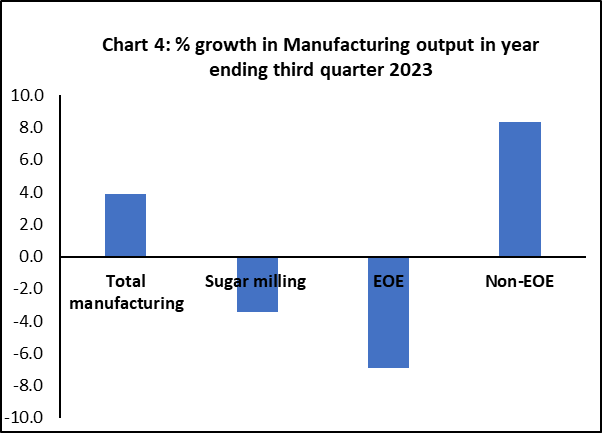 Chart 4: % growth in Manufacturing output in year
ending third quarter 2023
10.0
8.0
6.0
4.0
2.0
0.0
-2.0
-4.0
-6.0
-8.0
-10.0
Total
manufacturing
Sugar milling
EOE
Non-EOE